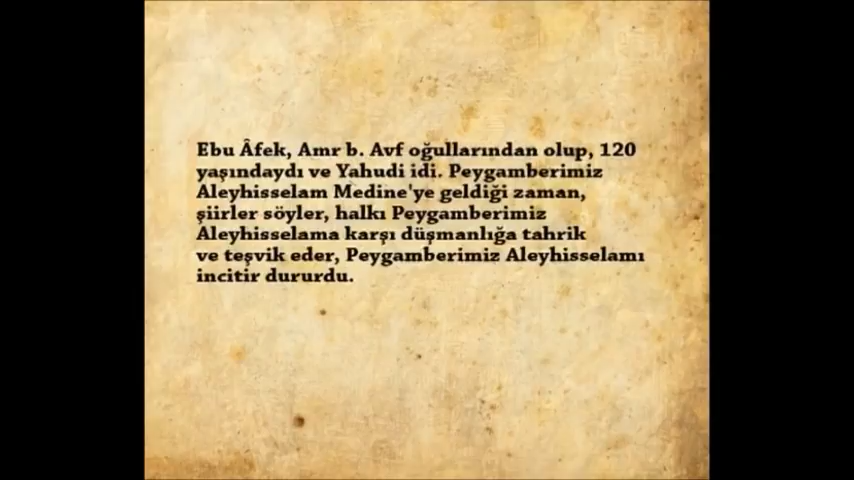 Ebu Âfek, Amr b. Avf oğullarından olup, 120
yaşındaydı ve Yahudi idi. Peygamberimiz
Aleyhisselam Medine'ye geldiği zaman,
şiirler söyler, halkı Peygamberimiz
Aleyhisselama karşı düşmanlığa tahrik
ve teşvik eder, Peygamberimiz Aleyhisselamı
incitir dururdu.